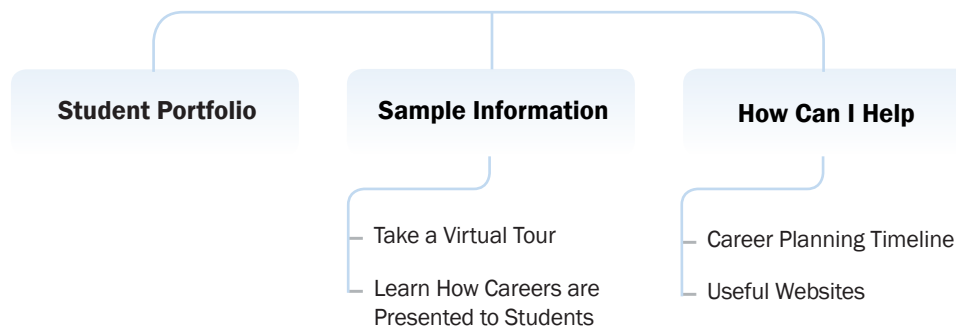 Student Portfolio
Sample Information
How Can I Help
Take a Virtual Tour
Learn How Careers are
Presented to Students
Career Planning Timeline
Useful Websites